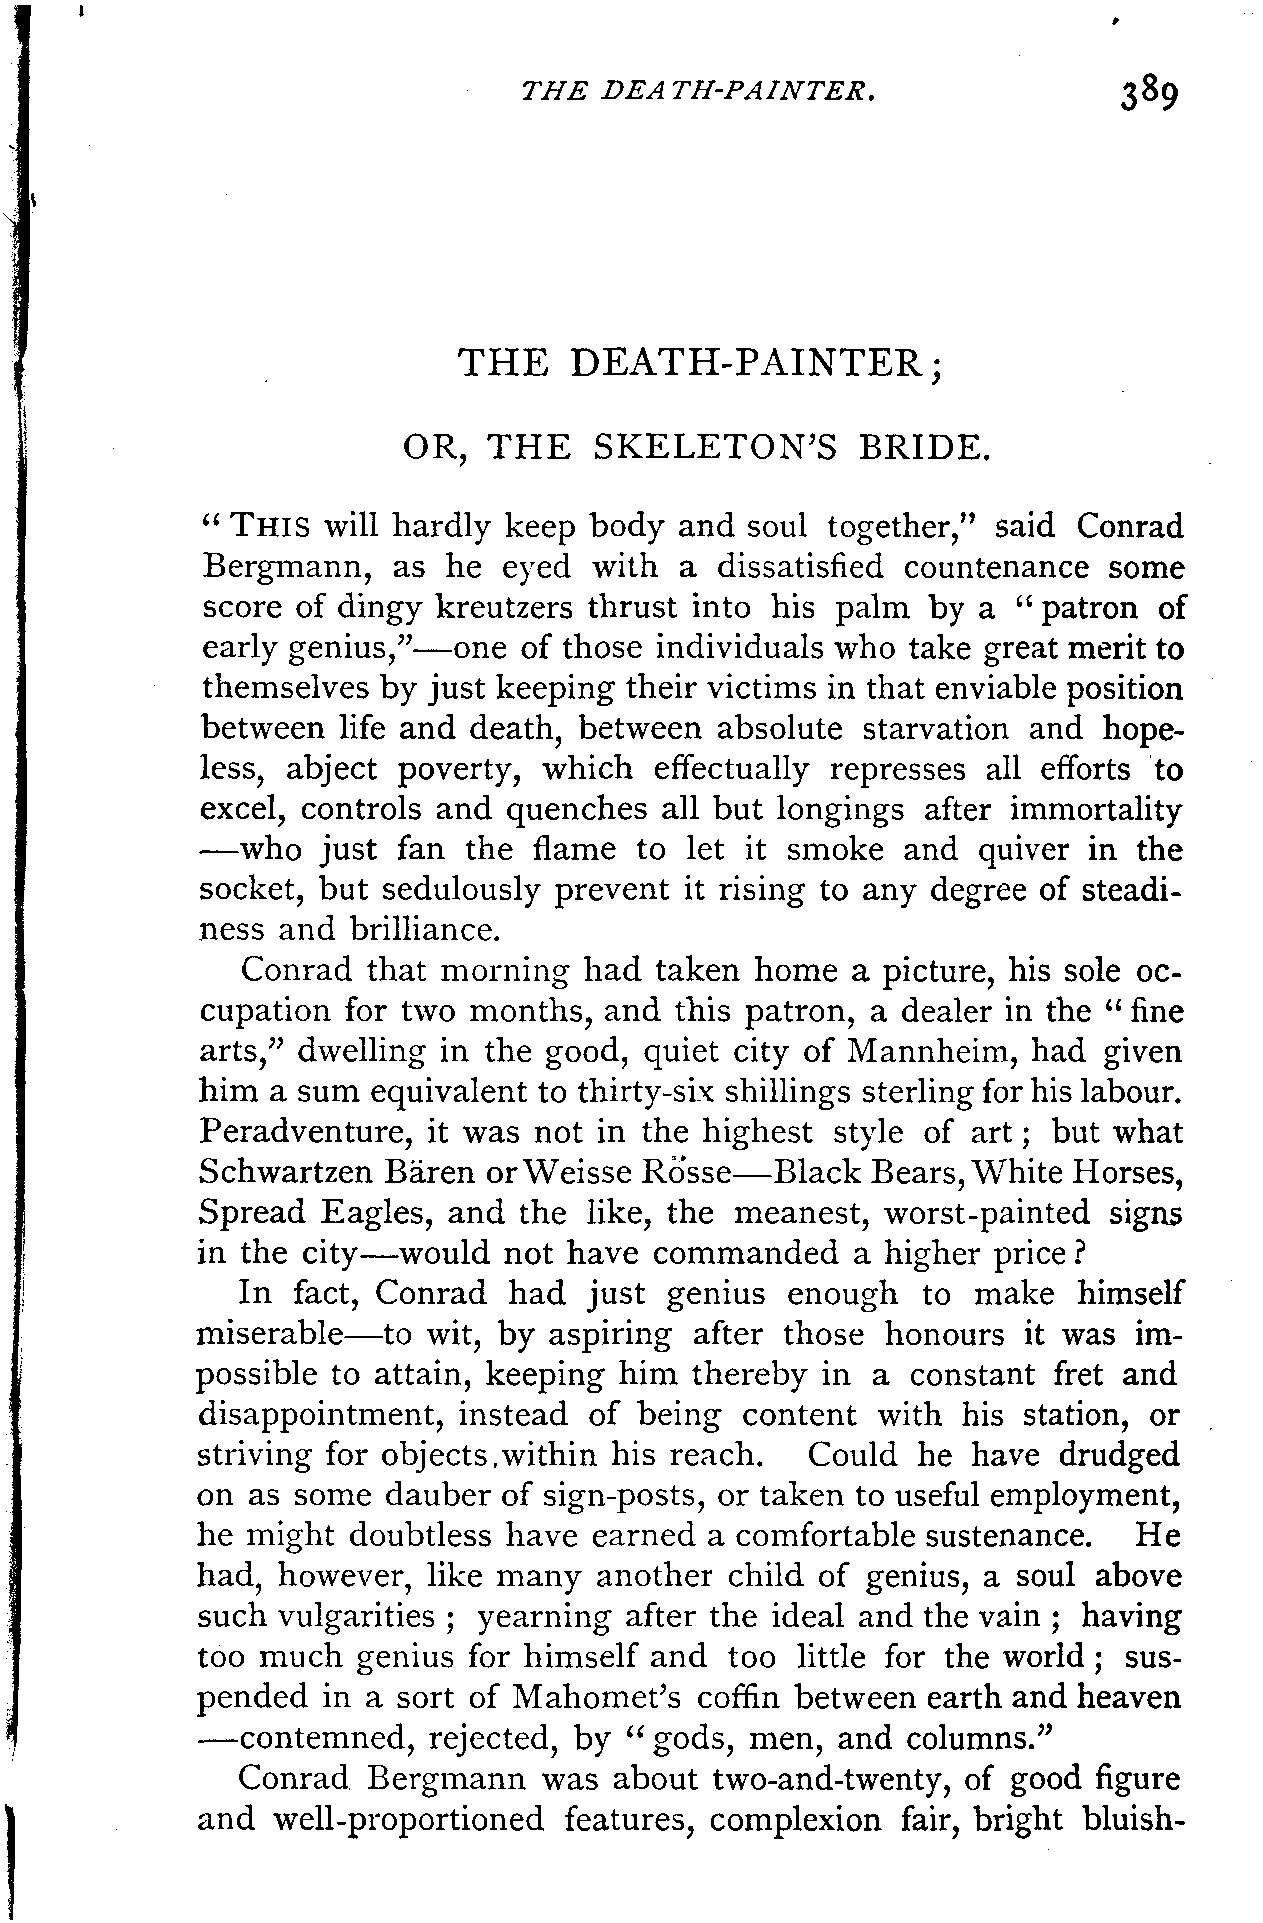 THE DEATH-PAINTER. 389
THE DEATH-PAINTER;
OR, THE SKELETON'S BRIDE.
"THIS will hardly keep body and soul together," said Conrad
Bergmann, as he eyed with a dissatisfied countenance some
score of dingy kreutzers thrust into his palm by a "patron of
early genius,"—one of those individuals who take great merit to
themselves by just keeping their victims in that enviable position
between life and death, between absolute starvation and hope-
less, abject poverty, which effectually represses all efforts to
excel, controls and quenches all but longings after immortality
—who just fan the flame to let it smoke and quiver in the
socket, but sedulously prevent it rising to any degree of steadi-
ness and brilliance.
Conrad that morning had taken home a picture, his sole oc-
cupation for two months, and this patron, a dealer in the "fine
arts," dwelling in the good, quiet city of Mannheim, had given
him a sum equivalent to thirty-six shillings sterling for his labour.
Peradventure, it was not in the highest style of art; but what
Schwartzen Bären or Weisse Rösse—Black Bears, White Horses,
Spread Eagles, and the like, the meanest, worst-painted signs
in the city—would not have commanded a higher price?
In fact, Conrad had just genius enough to make himself
miserable—to wit, by aspiring after those honours it was im-
possible to attain, keeping him thereby in a constant fret and
disappointment, instead of being content with his station, or
striving for objects within his reach. Could he have drudged
on as some dauber of sign-posts, or taken to useful employment,
he might doubtless have earned a comfortable sustenance. He
had, however, like many another child of genius, a soul above
such vulgarities; yearning after the ideal and the vain; having
too much genius for himself and too little for the world; sus-
pended in a sort of Mahomet's coffin between earth and heaven
—contemned, rejected, by "gods, men, and columns."
Conrad Bergmann was about two-and-twenty, of good figure
and well-proportioned features, complexion fair, bright bluish-